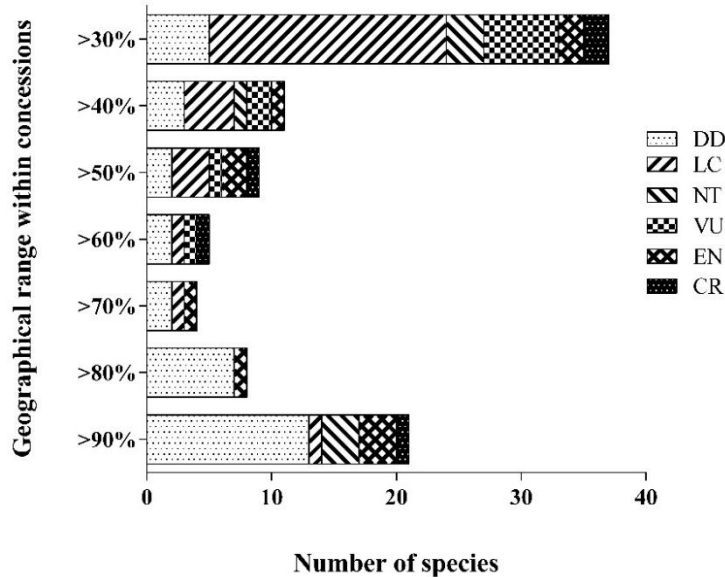 Geographical range within concessions
>30%
>40%
>50%
>60%
>70%
>80%
>90%
0 10 20 30 40
Number of species
DD
LC
NT
VU
EN
CR